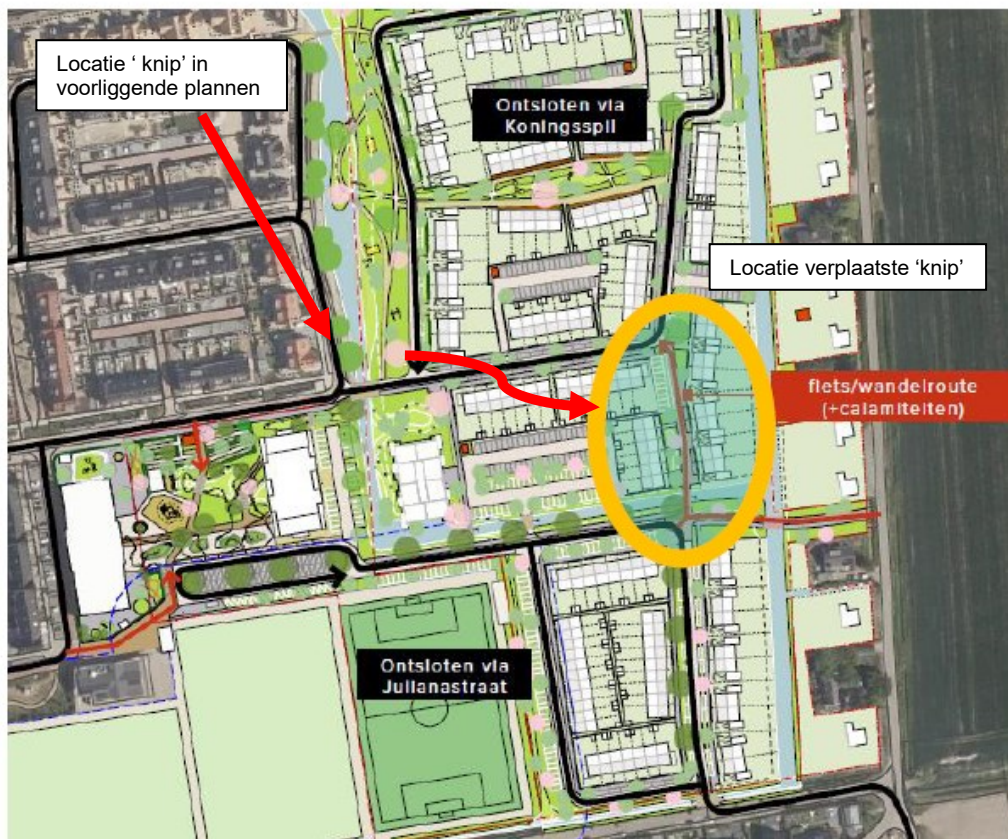 Locatie ‘ knip’ in
voorliggende plannen
Ontsloten via
Koningsspil
Locatie verplaatste ‘knip’
fiets/wandelroute
(+calamiteiten)
Ontsloten via
Julianastraat